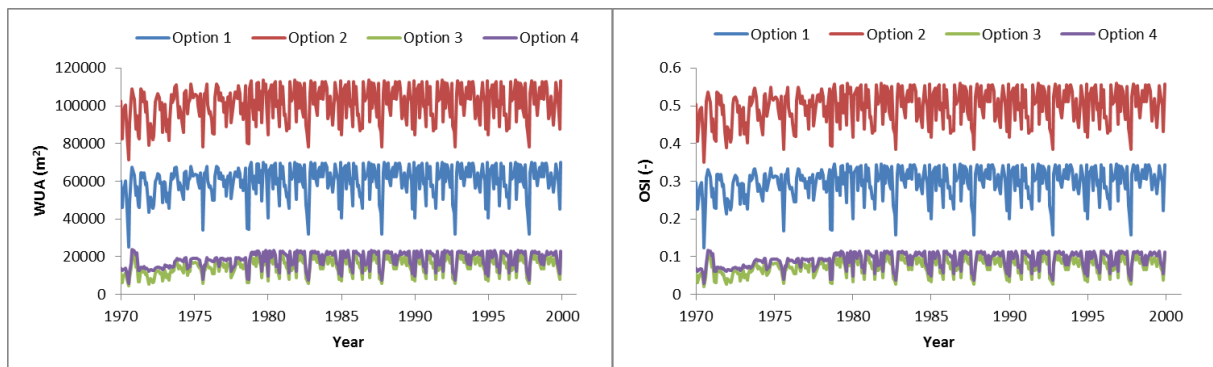 Option 1 Option 2 Option 3 Option 4
120000
100000
80000
60000
40000
20000
0
WUA (m²)
1970 1975 1980 1985 1990 1995 2000
Year
Option 1 Option 2 Option 3 Option 4
0.6
0.5
0.4
0.3
0.2
0.1
0
OSI (-)
1970 1975 1980 1985 1990 1995 2000
Year